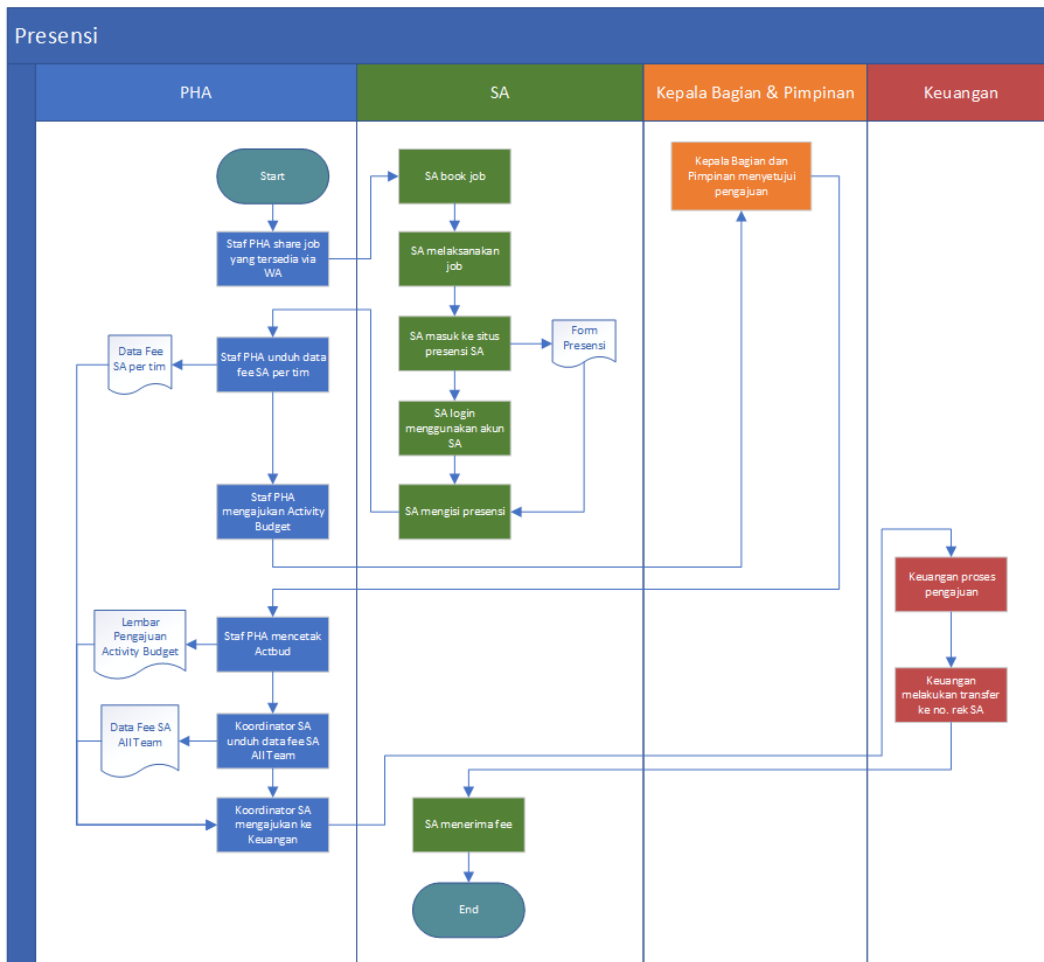 Presensi
PHA
SA
Kepala Bagian & Pimpinan
Keuangan
Start
Staf PHA share job
yang tersedia via
WA
SA book job
SA melaksanakan
job
SA masuk ke situs
presensi SA
Form
Presensi
SA login
menggunakan akun
SA
SA mengisi presensi
Kepala Bagian dan
Pimpinan menyetujui
pengajuan
Data Fee
SA per tim
Staf PHA unduh data
fee SA per tim
Staf PHA
mengajukan Activity
Budget
Lembar
Pengajuan
Activity Budget
Staf PHA mencetak
Actbud
Data Fee SA
All Team
Koordinator SA
unduh data fee SA
All Team
Koordinator SA
mengajukan ke
Keuangan
Keuangan proses
pengajuan
Keuangan
melakukan transfer
ke no. rek SA
SA menerima fee
End